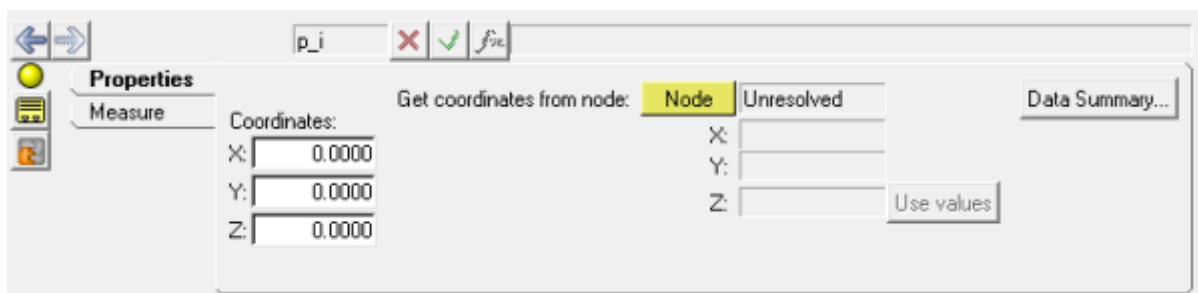 p_i fx
Properties Get coordinates from node: Node Unresolved Data Summary...
Measure Coordinates: X:
X: 0.0000 Y:
Y: 0.0000 Z: Use values
Z: 0.0000